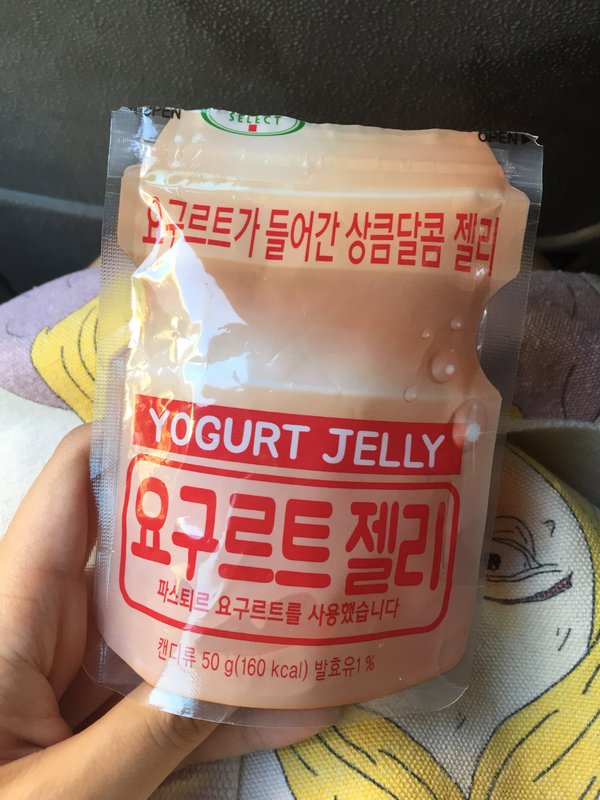 OPEN
SELECT
OPEN▶
요구르트가 들어간 상큼달콤 젤리
YOGURT JELLY
요구르트 젤리
파스퇴르 요구르트를 사용했습니다
캔디류 50 g(160 kcal) 발효유1%